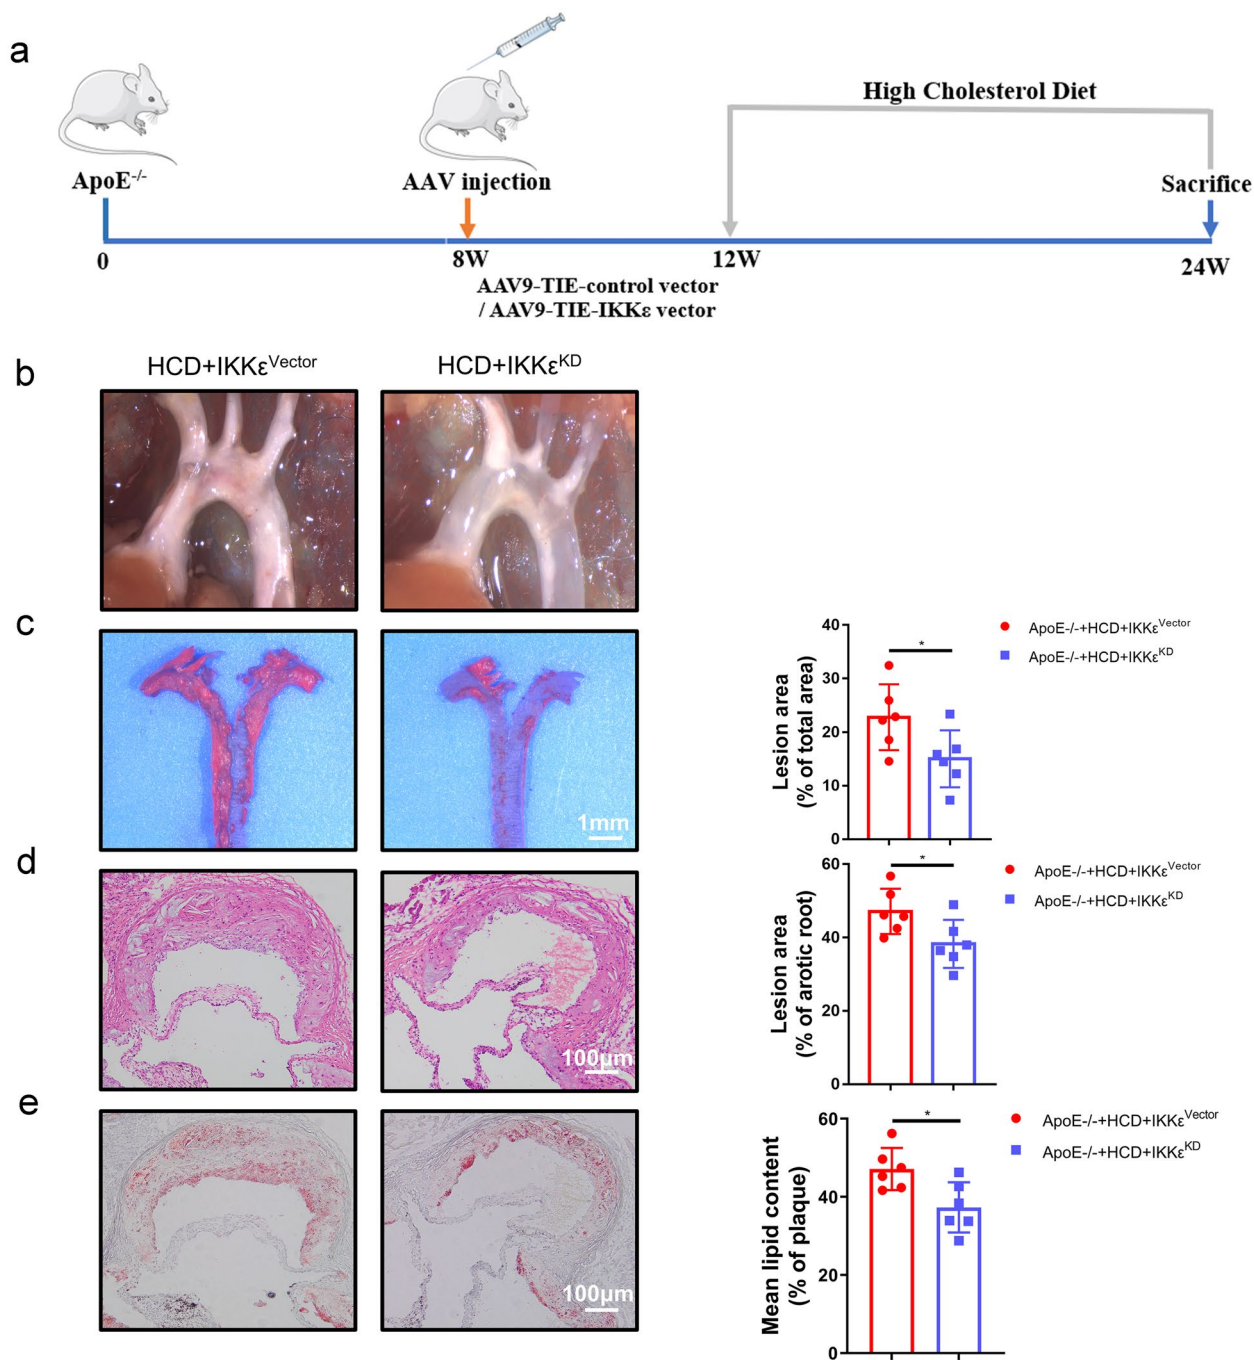 a
High Cholesterol Diet
ApoE-/-
AAV injection
Sacrifice
0
8W
12W
24W
AAV9-TIE-control vector
/ AAV9-TIE-IKKε vector
b
HCD+IKKεVector
HCD+IKKεKD
c
1mm
Lesion area
(% of total area)
40
30
20
10
0
*
ApoE-/-+HCD+IKKεVector
ApoE-/-+HCD+IKKεKD
d
100μm
Lesion area
(% of arotic root)
60
40
20
0
*
ApoE-/-+HCD+IKKεVector
ApoE-/-+HCD+IKKεKD
e
100μm
Mean lipid content
(% of plaque)
60
40
20
0
*
ApoE-/-+HCD+IKKεVector
ApoE-/-+HCD+IKKεKD